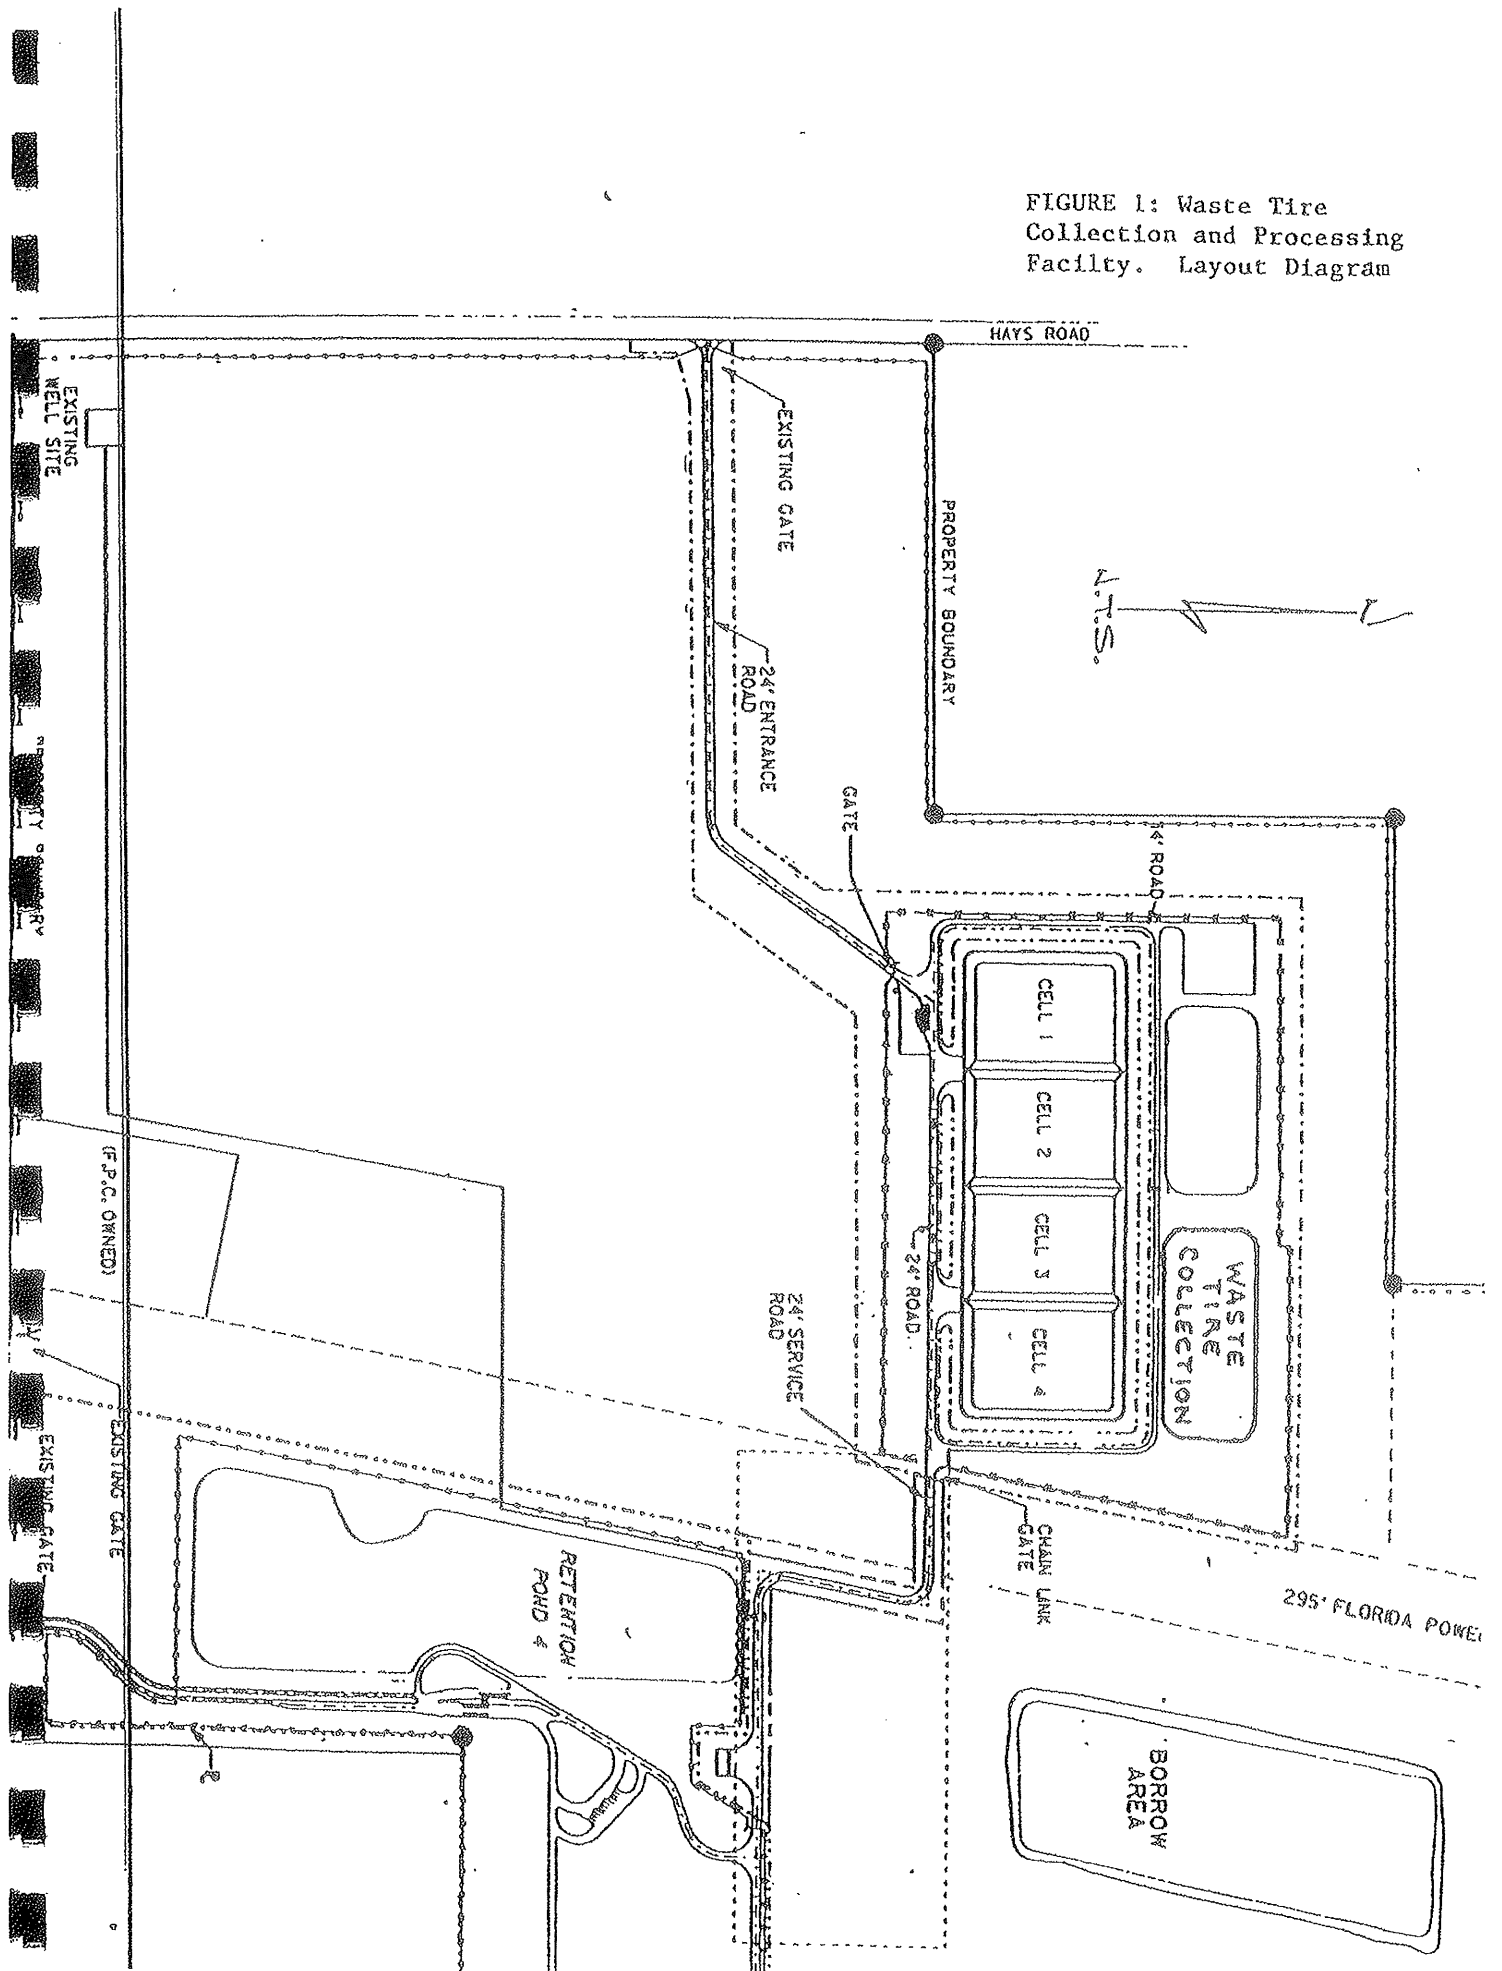 FIGURE 1: Waste Tire
Collection and Processing
Facilty. Layout Diagram
HAYS ROAD
EXISTING
WELL SITE
EXISTING GATE
PROPERTY BOUNDARY
N.T.S.
24' ENTRANCE
ROAD
GATE
ROAD
CELL 1
CELL 2
CELL 3
CELL 4
WASTE
TIRE
COLLECTION
24' ROAD
24' SERVICE
ROAD
(F.P.C. OWNED)
EXISTING GATE
EXISTING GATE
CHAIN LINK
GATE
295' FLORIDA POWE
RETENTION
POND 4
BORROW
AREA